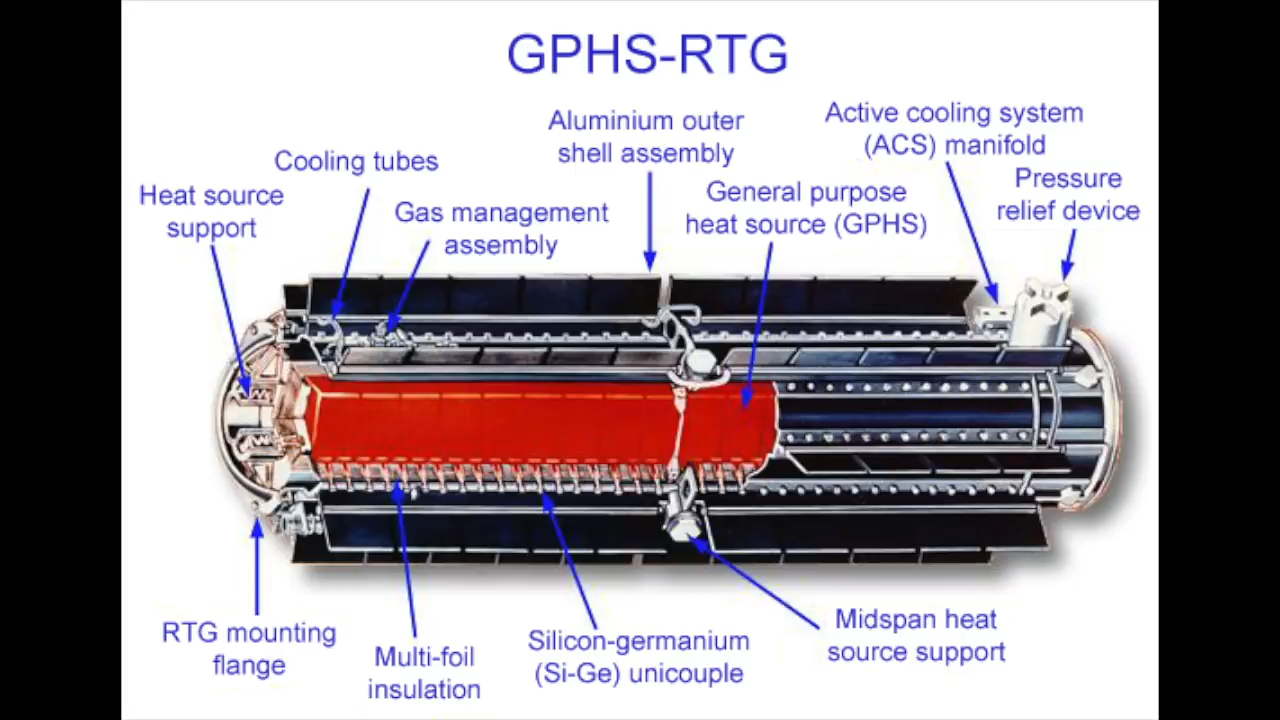 GPHS-RTG
Aluminium outer
shell assembly
Active cooling system
(ACS) manifold
Cooling tubes
Pressure
relief device
Heat source
support
General purpose
heat source (GPHS)
Gas management
assembly
RTG mounting
flange
Multi-foil
insulation
Silicon-germanium
(Si-Ge) unicouple
Midspan heat
source support